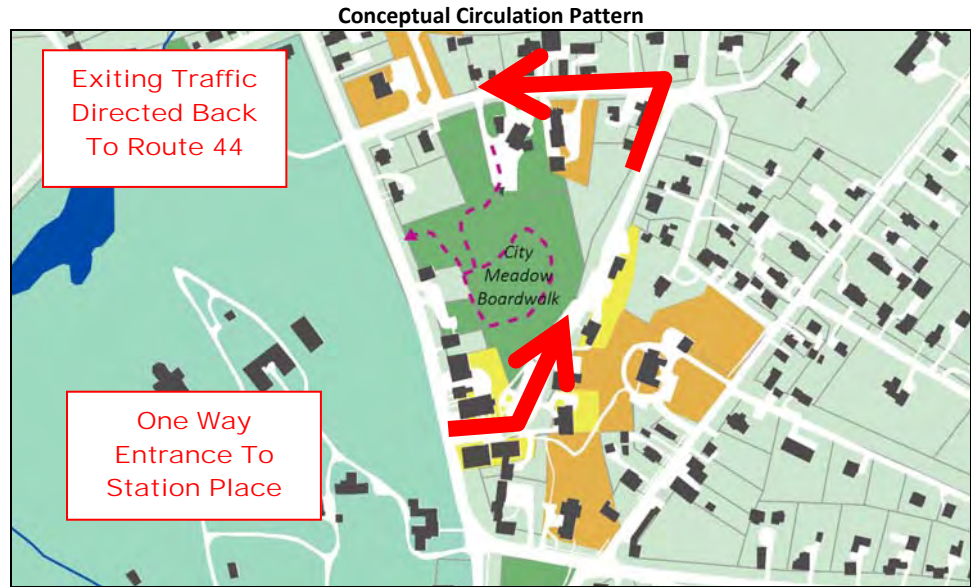 Conceptual Circulation Pattern
Exiting Traffic
Directed Back
To Route 44
City
Meadow
Boardwalk
One Way
Entrance To
Station Place